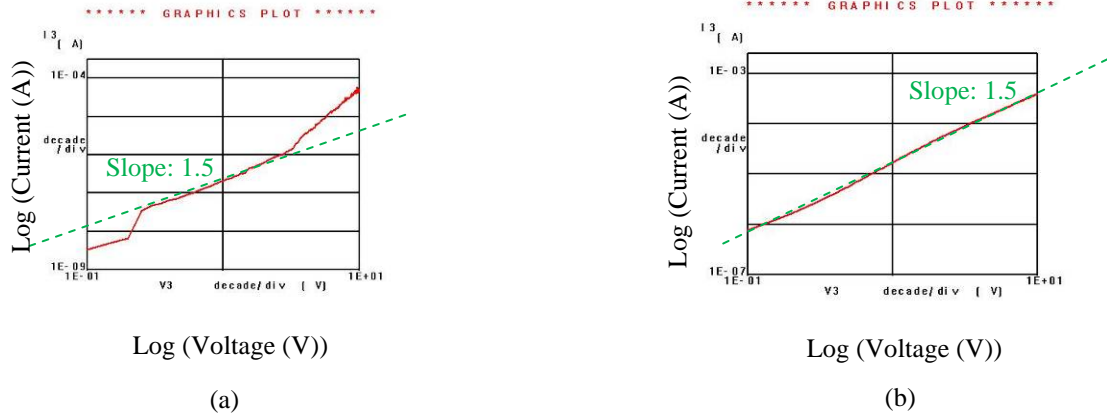 ****** GRAPHICS PLOT ******
I3
( A)
1E-04
decade
/div
1E-09
1E-01
1E+01
V3 decade/div ( V)
Slope: 1.5
Log (Current (A))
Log (Voltage (V))
(a)
****** GRAPHICS PLOT ******
I3
( A)
1E-03
decade
/div
1E-07
1E-01
1E+01
V3 decade/div ( V)
Slope: 1.5
Log (Current (A))
Log (Voltage (V))
(b)